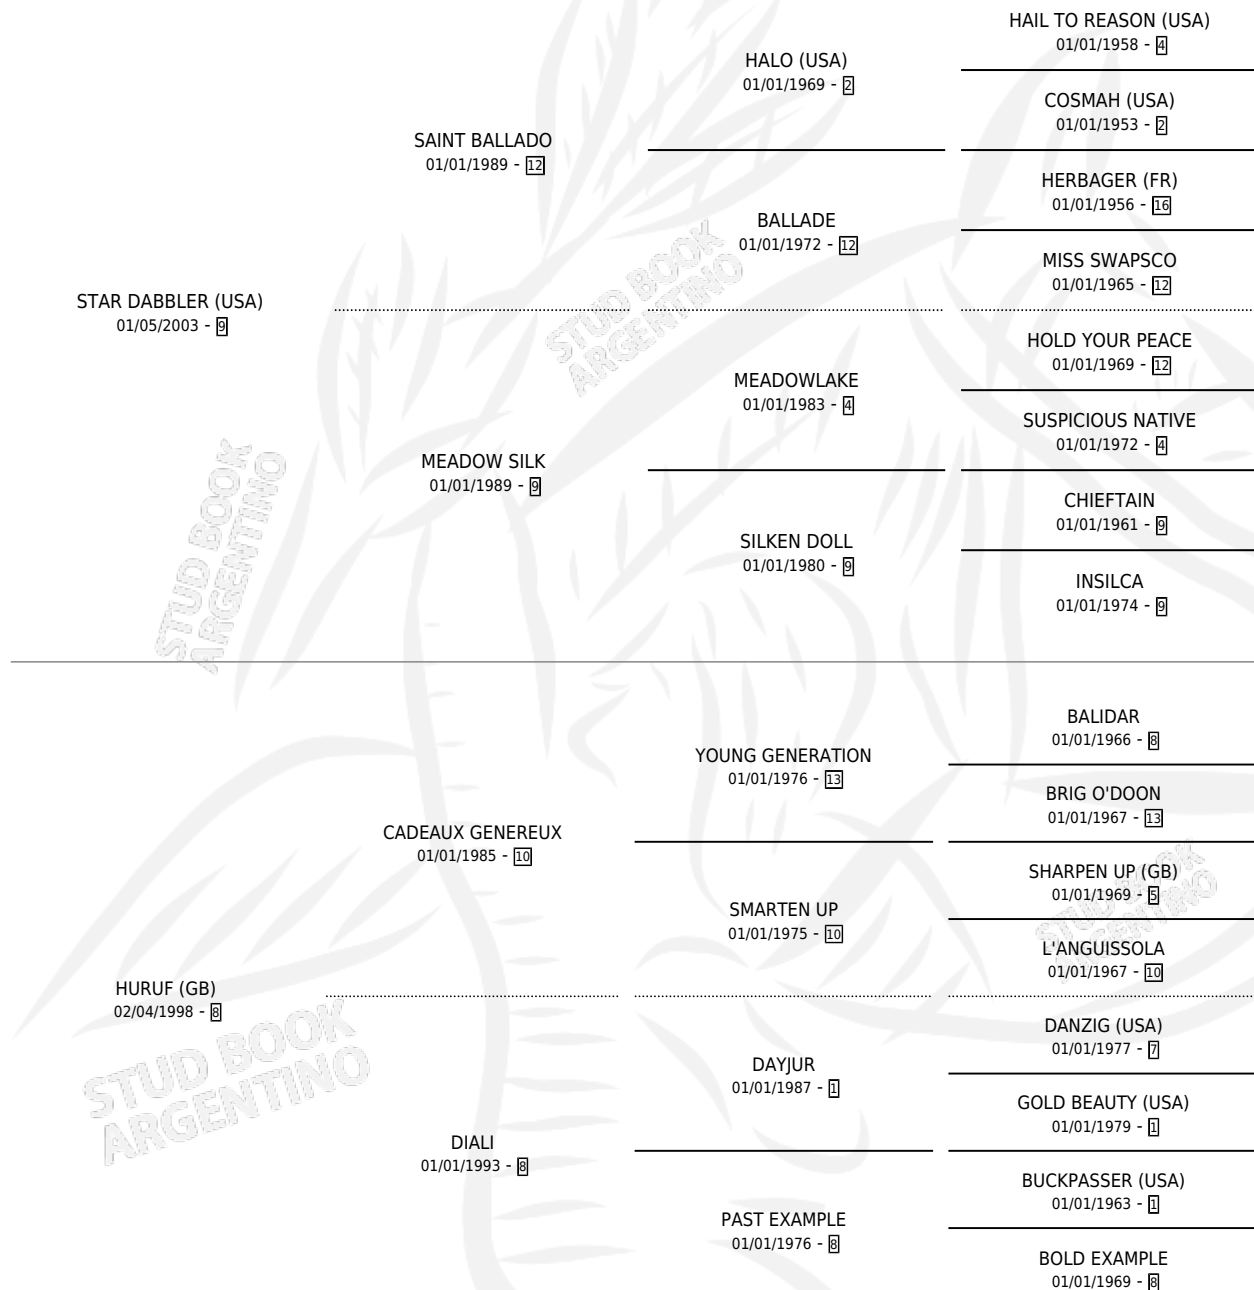 HAIL TO REASON (USA)
01/01/1958 - 4
HALO (USA)
01/01/1969 - 2
COSMAH (USA)
01/01/1953 - 2
SAINT BALLADO
01/01/1989 - 12
HERBAGER (FR)
01/01/1956 - 16
BALLADE
01/01/1972 - 12
MISS SWAPSCO
01/01/1965 - 12
STAR DABBLER (USA)
01/05/2003 - 9
HOLD YOUR PEACE
01/01/1969 - 12
MEADOWLAKE
01/01/1983 - 4
SUSPICIOUS NATIVE
01/01/1972 - 4
MEADOW SILK
01/01/1989 - 9
CHIEFTAIN
01/01/1961 - 9
SILKEN DOLL
01/01/1980 - 9
INSILCA
01/01/1974 - 9
BALIDAR
01/01/1966 - 8
YOUNG GENERATION
01/01/1976 - 13
BRIG O'DOON
01/01/1967 - 13
CADEAUX GENEREUX
01/01/1985 - 10
SHARPEN UP (GB)
01/01/1969 - 5
SMARTEN UP
01/01/1975 - 10
L'ANGUISSOLA
01/01/1967 - 10
HURUF (GB)
02/04/1998 - 8
DANZIG (USA)
01/01/1977 - 7
DAYJUR
01/01/1987 - 1
GOLD BEAUTY (USA)
01/01/1979 - 1
DIALI
01/01/1993 - 8
BUCKPASSER (USA)
01/01/1963 - 1
PAST EXAMPLE
01/01/1976 - 8
BOLD EXAMPLE
01/01/1969 - 8
STUD BOOK
ARGENTINO
STUD BOOK
ARGENTINO
STUD BOOK
ARGENTINO
STUD BOOK
ARGENTINO